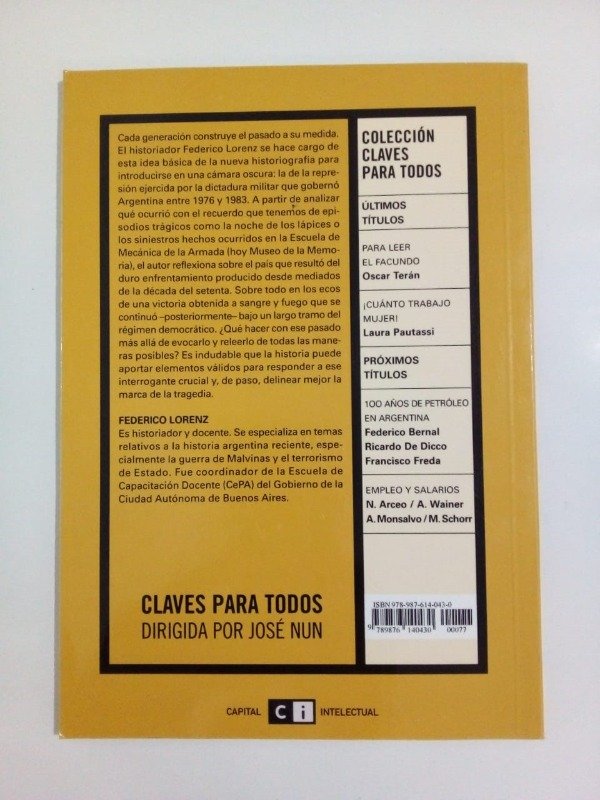 Cada generación construye el pasado a su medida.
El historiador Federico Lorenz se hace cargo de
esta idea básica de la nueva historiografía para
introducirse en una cámara oscura: la de la repre-
sión ejercida por la dictadura militar que gobernó
Argentina entre 1976 y 1983. A partir de analizar
qué ocurrió con el recuerdo que tenemos de epi-
sodios trágicos como la noche de los lápices o
los siniestros hechos ocurridos en la Escuela de
Mecánica de la Armada (hoy Museo de la Memo-
ria), el autor reflexiona sobre el país que resultó del
duro enfrentamiento producido desde mediados
de la década del setenta. Sobre todo en los ecos
de una victoria obtenida a sangre y fuego que se
continuó –posteriormente– bajo un largo tramo del
régimen democrático. ¿Qué hacer con ese pasado
más allá de evocarlo y releerlo de todas las mane-
ras posibles? Es indudable que la historia puede
aportar elementos válidos para responder a ese
interrogante crucial y, de paso, delinear mejor la
marca de la tragedia.
FEDERICO LORENZ
Es historiador y docente. Se especializa en temas
relativos a la historia argentina reciente, espe-
cialmente la guerra de Malvinas y el terrorismo
de Estado. Fue coordinador de la Escuela de
Capacitación Docente (CePA) del Gobierno de la
Ciudad Autónoma de Buenos Aires.
CLAVES PARA TODOS
DIRIGIDA POR JOSÉ NUN
COLECCIÓN
CLAVES
PARA TODOS
ÚLTIMOS
TÍTULOS
PARA LEER
EL FACUNDO
Oscar Terán
¡CUÁNTO TRABAJO
MUJER!
Laura Pautassi
PRÓXIMOS
TÍTULOS
100 AÑOS DE PETRÓLEO
EN ARGENTINA
Federico Bernal
Ricardo De Dicco
Francisco Freda
EMPLEO Y SALARIOS
N. Arceo / A. Wainer
A. Monsalvo / M. Schorr
ISBN 978-987-614-043-0
9 789876 140430 00077
CAPITAL Ci INTELECTUAL